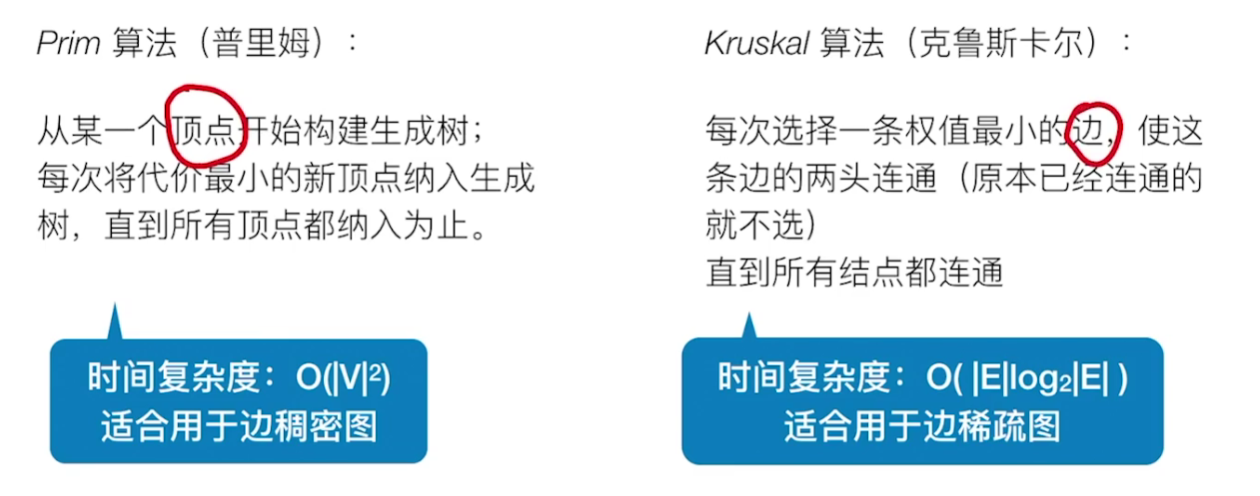 Prim 算法（普里姆）：
从某一个顶点开始构建生成树；
每次将代价最小的新顶点纳入生成
树，直到所有顶点都纳入为止。
时间复杂度：O(|V|²)
适合用于边稠密图
Kruskal 算法（克鲁斯卡尔）：
每次选择一条权值最小的边，使这
条边的两头连通（原本已经连通的
就不选）
直到所有结点都连通
时间复杂度：O( |E|log₂|E| )
适合用于边稀疏图